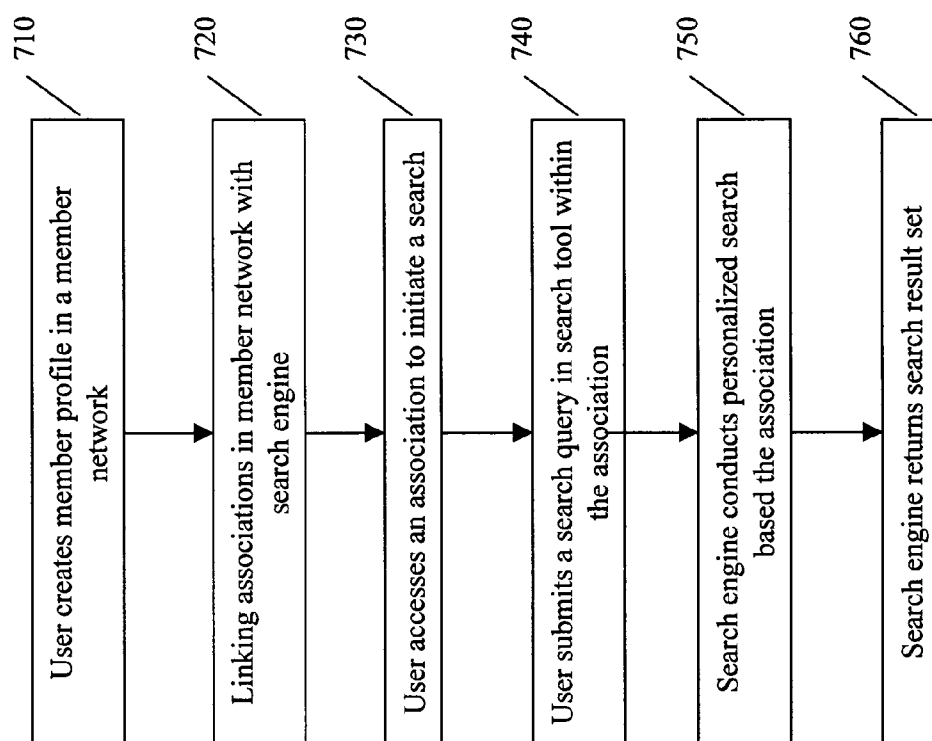 710
User creates member profile in a member
network
720
Linking associations in member network with
search engine
730
User accesses an association to initiate a search
740
User submits a search query in search tool within
the association
750
Search engine conducts personalized search
based the association
760
Search engine returns search result set